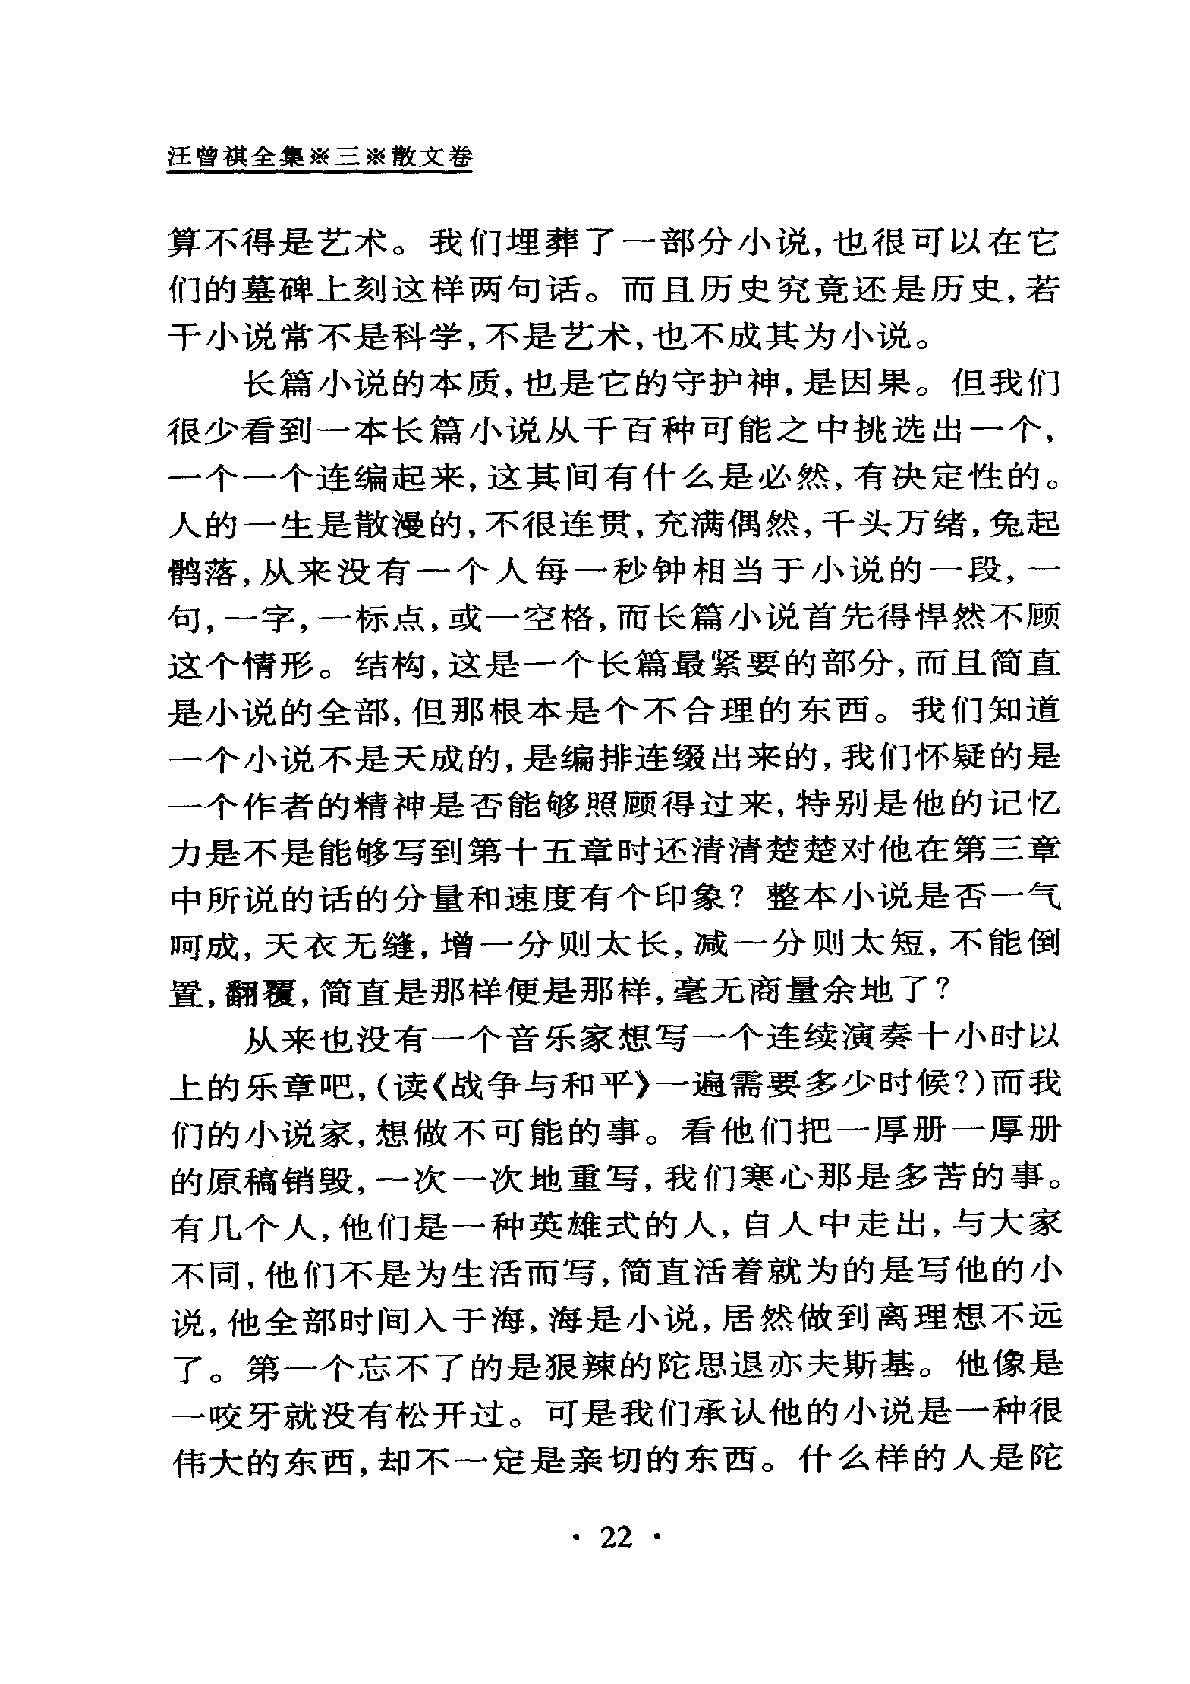 汪曾祺全集※三※散文卷
算不得是艺术。我们埋葬了一部分小说,也很可以在它
们的墓碑上刻这样两句话。而且历史究竟还是历史,若
干小说常不是科学,不是艺术,也不成其为小说。
长篇小说的本质,也是它的守护神,是因果。但我们
很少看到一本长篇小说从千百种可能之中挑选出一个,
一个一个连编起来,这其间有什么是必然,有决定性的。
人的一生是散漫的,不很连贯,充满偶然,千头万绪,兔起
鹘落,从来没有一个人每一秒钟相当于小说的一段,一
句,一字,一标点,或一空格,而长篇小说首先得悍然不顾
这个情形。结构,这是一个长篇最紧要的部分,而且简直
是小说的全部,但那根本是个不合理的东西。我们知道
一个小说不是天成的,是编排连缀出来的,我们怀疑的是
一个作者的精神是否能够照顾得过来,特别是他的记忆
力是不是能够写到第十五章时还清清楚楚对他在第三章
中所说的话的分量和速度有个印象?整本小说是否一气
呵成,天衣无缝,增一分则太长,减一分则太短,不能倒
置,翻覆,简直是那样便是那样,毫无商量余地了?
从来也没有一个音乐家想写一个连续演奏十小时以
上的乐章吧,(读《战争与和平》一遍需要多少时候?)而我
们的小说家,想做不可能的事。看他们把一厚册一厚册
的原稿销毁,一次一次地重写,我们寒心那是多苦的事。
有几个人,他们是一种英雄式的人,自人中走出,与大家
不同,他们不是为生活而写,简直活着就为的是写他的小
说,他全部时间入于海,海是小说,居然做到离理想不远
了。第一个忘不了的是狠辣的陀思退亦夫斯基。他像是
一咬牙就没有松开过。可是我们承认他的小说是一种很
伟大的东西,却不一定是亲切的东西。什么样的人是陀
· 22 ·